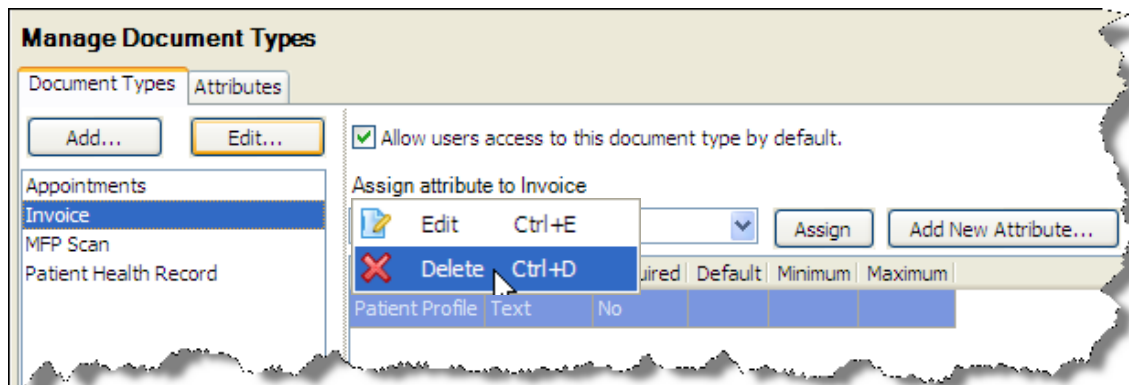 Manage Document Types
Document Types Attributes
Add... Edit... Allow users access to this document type by default.
Appointments Assign attribute to Invoice
Invoice Edit Ctrl+E Assign Add New Attribute...
MFP Scan
Patient Health Record Delete Ctrl+D uired Default Minimum Maximum
Patient Profile Text No